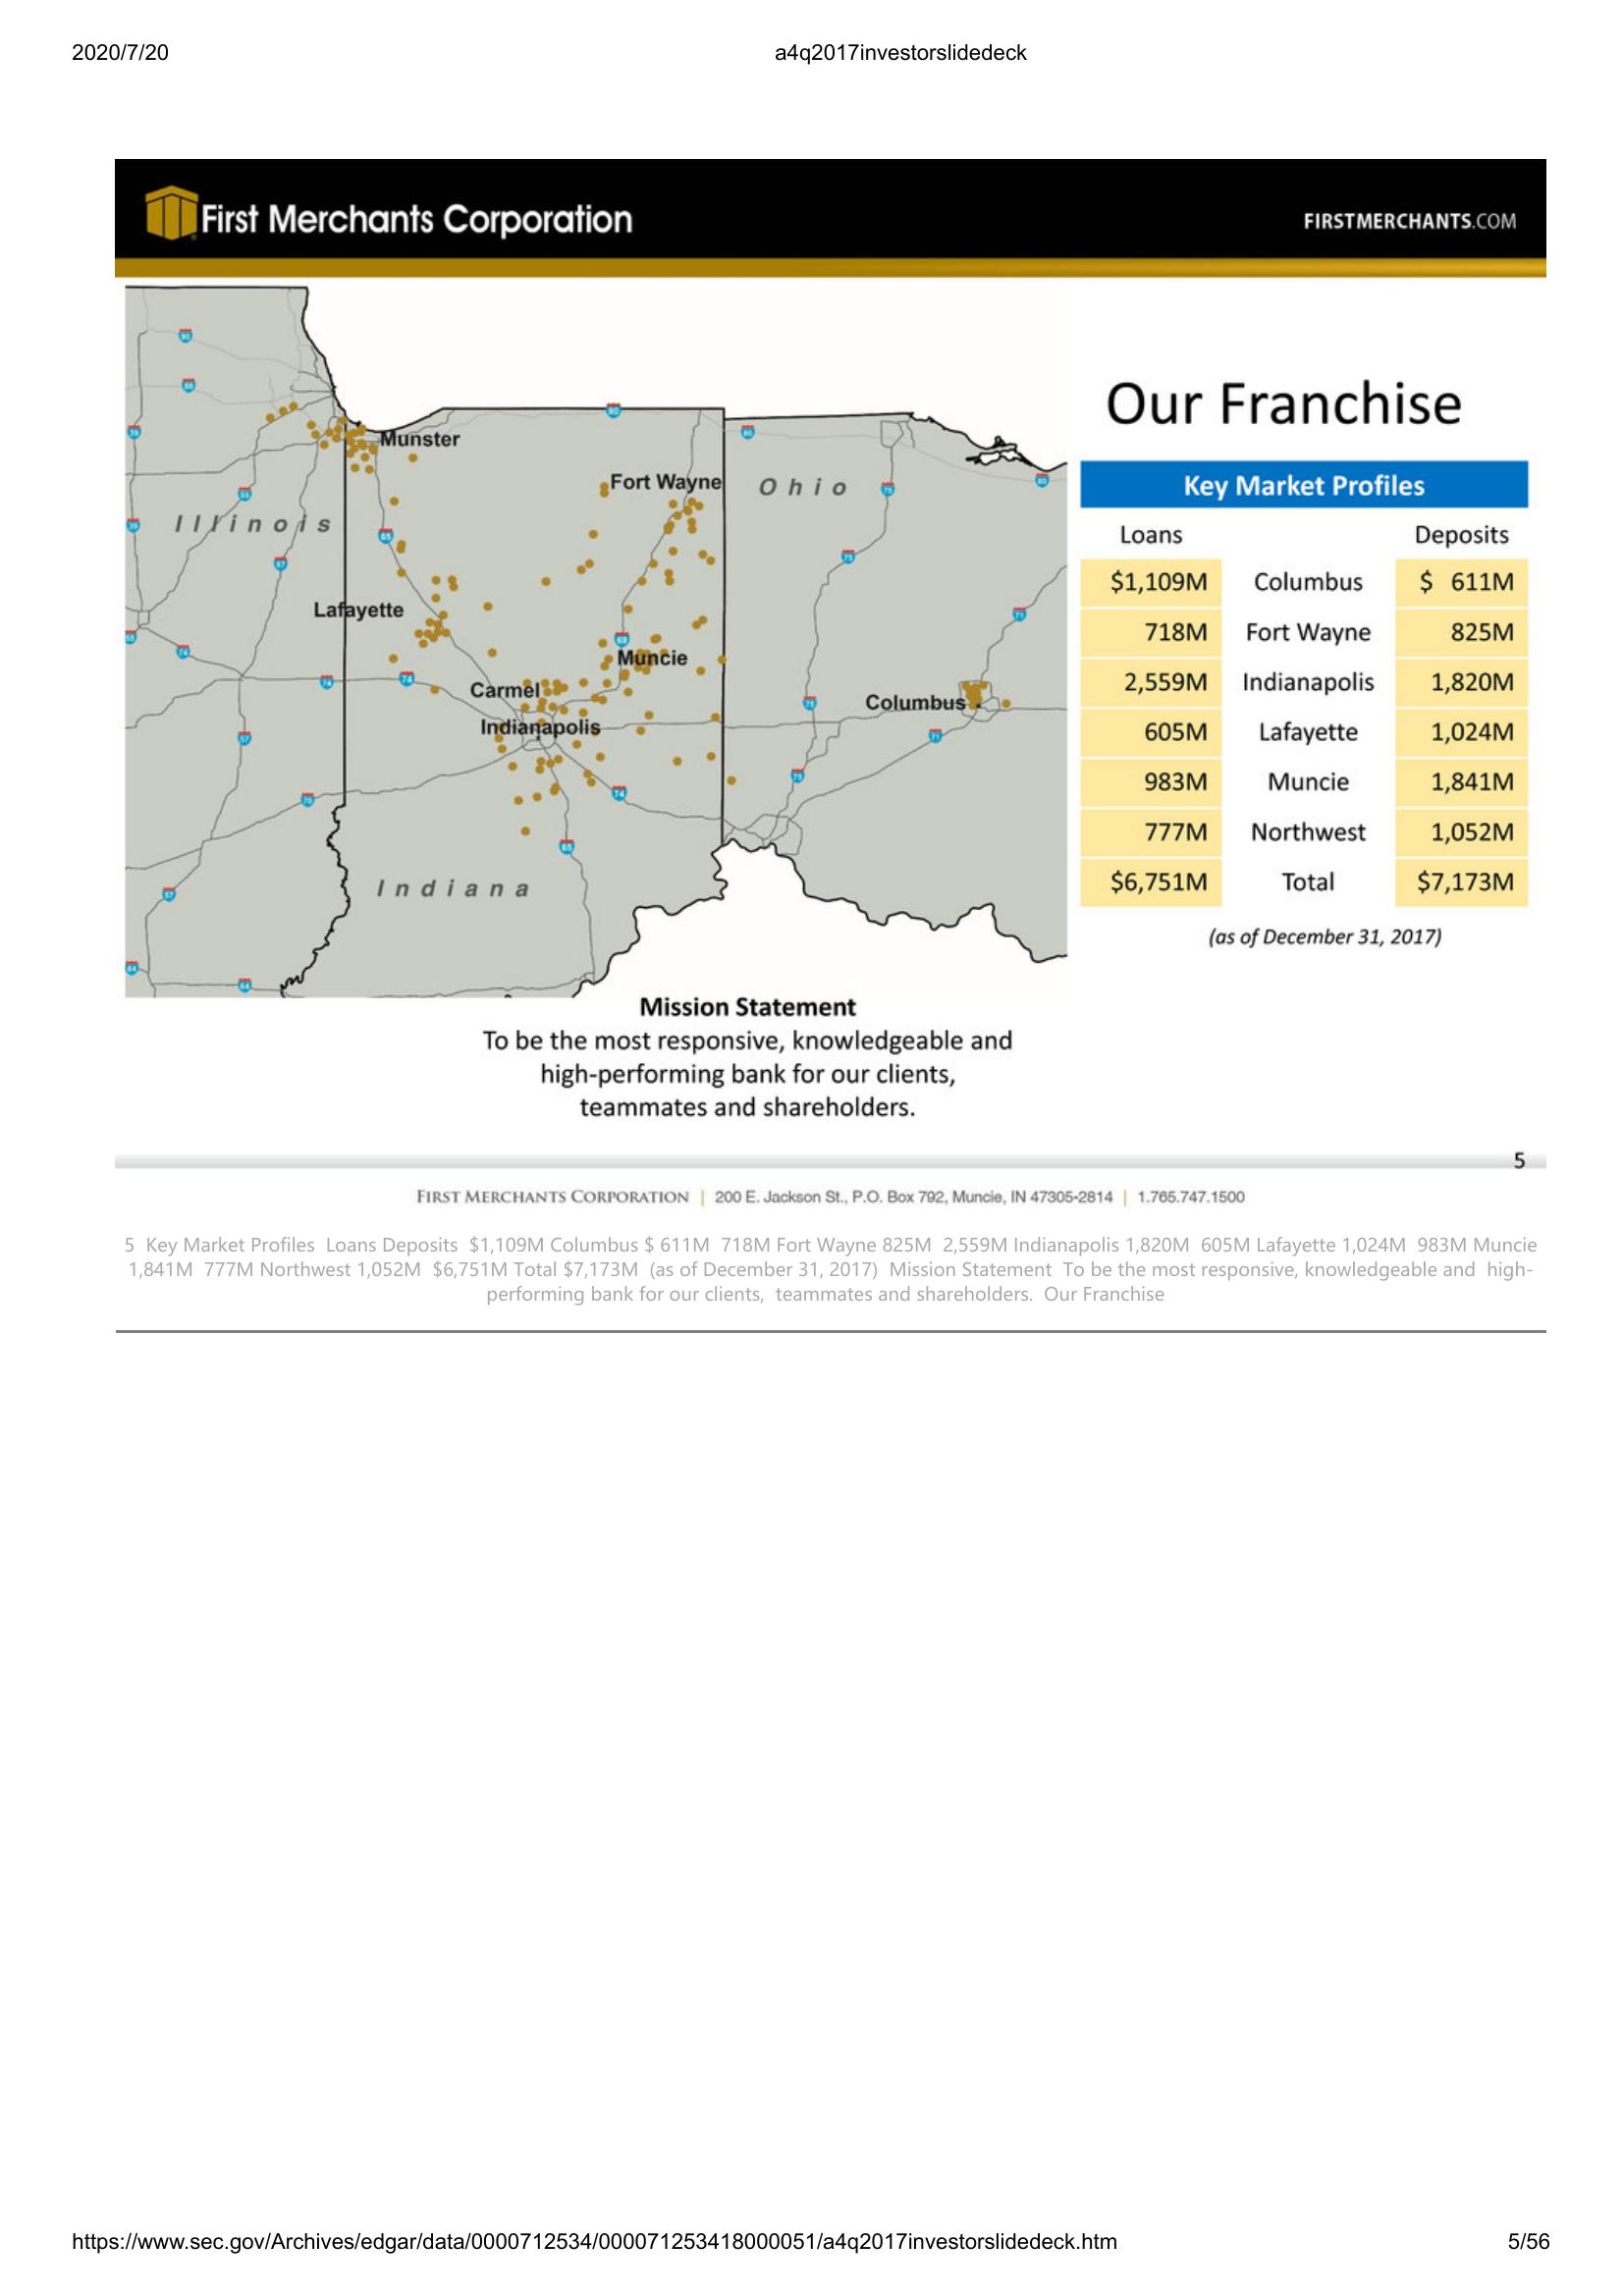 2020/7/20 a4q2017investorslidedeck
First Merchants Corporation FIRSTMERCHANTS.COM
Munster
Fort Wayne
Ohio
Illinois
Lafayette
Muncie
Carmel
Columbus
Indianapolis
Indiana
Our Franchise
Key Market Profiles
Loans Deposits
$1,109M Columbus $ 611M
718M Fort Wayne 825M
2,559M Indianapolis 1,820M
605M Lafayette 1,024M
983M Muncie 1,841M
777M Northwest 1,052M
$6,751M Total $7,173M
(as of December 31, 2017)
Mission Statement
To be the most responsive, knowledgeable and
high-performing bank for our clients,
teammates and shareholders.
5
FIRST MERCHANTS CORPORATION | 200 E. Jackson St., P.O. Box 792, Muncie, IN 47305-2814 | 1.765.747.1500
5 Key Market Profiles Loans Deposits $1,109M Columbus $ 611M 718M Fort Wayne 825M 2,559M Indianapolis 1,820M 605M Lafayette 1,024M 983M Muncie
1,841M 777M Northwest 1,052M $6,751M Total $7,173M (as of December 31, 2017) Mission Statement To be the most responsive, knowledgeable and high-
performing bank for our clients, teammates and shareholders. Our Franchise
https://www.sec.gov/Archives/edgar/data/0000712534/000071253418000051/a4q2017investorslidedeck.htm 5/56